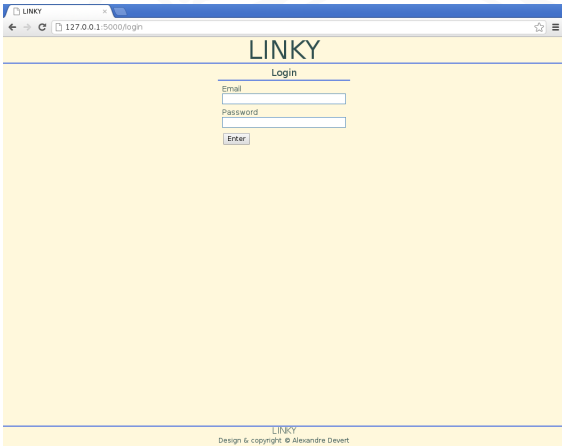 LINKY
127.0.0.1:5000/login
LINKY
Login
Email
Password
Enter
LINKY
Design & copyright © Alexandre Devert